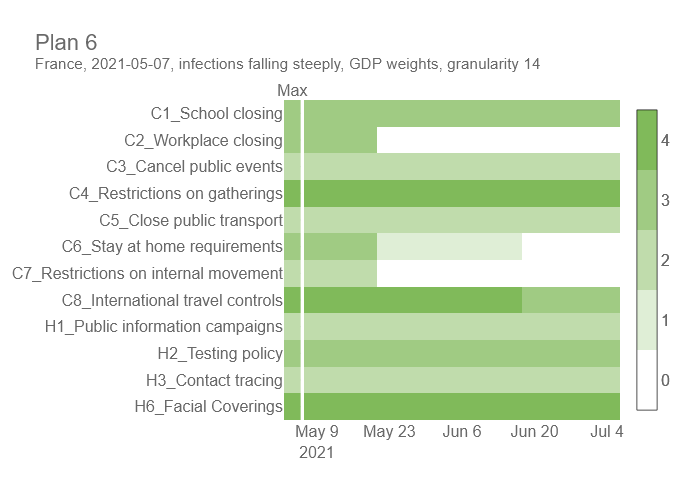 Plan 6
France, 2021-05-07, infections falling steeply, GDP weights, granularity 14
Max
C1_School closing
C2_Workplace closing
C3_Cancel public events
C4_Restrictions on gatherings
C5_Close public transport
C6_Stay at home requirements
C7_Restrictions on internal movement
C8_International travel controls
H1_Public information campaigns
H2_Testing policy
H3_Contact tracing
H6_Facial Coverings
May 9 May 23 Jun 6 Jun 20 Jul 4
2021
4
3
2
1
0